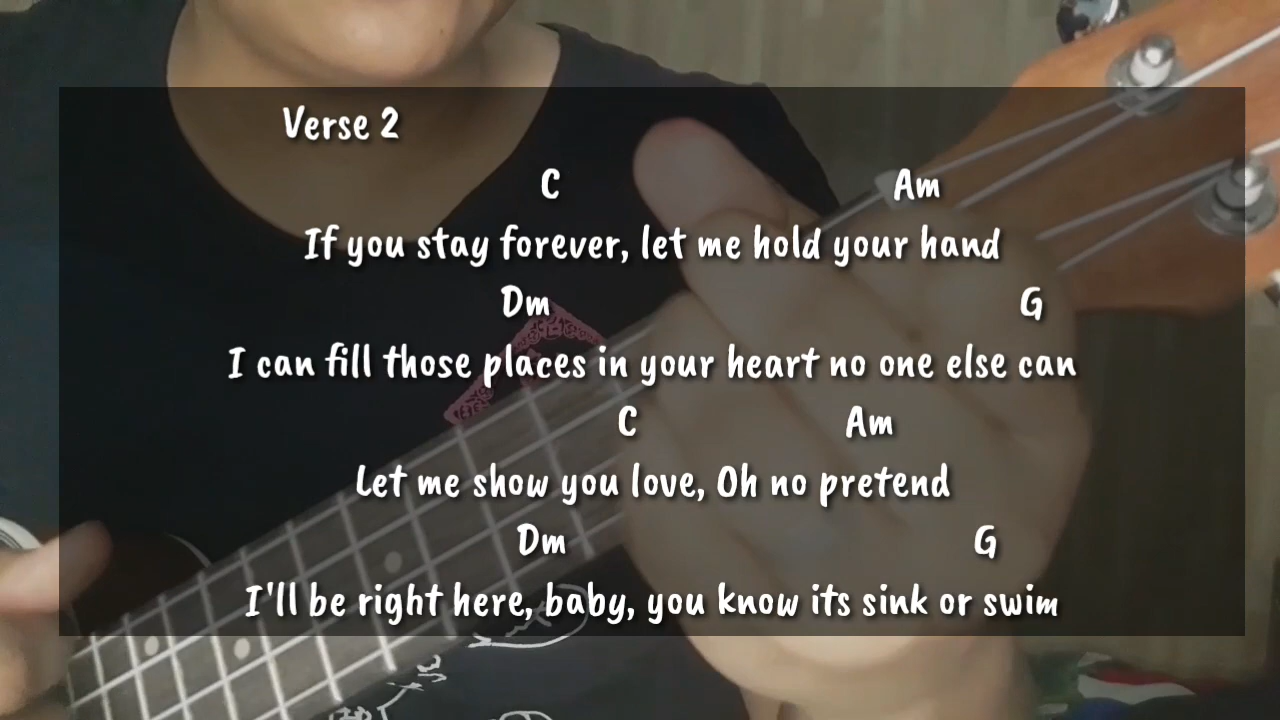 Verse 2
C Am
If you stay forever, let me hold your hand
Dm G
I can fill those places in your heart no one else can
C Am
Let me show you love, Oh no pretend
Dm G
I'll be right here, baby, you know its sink or swim